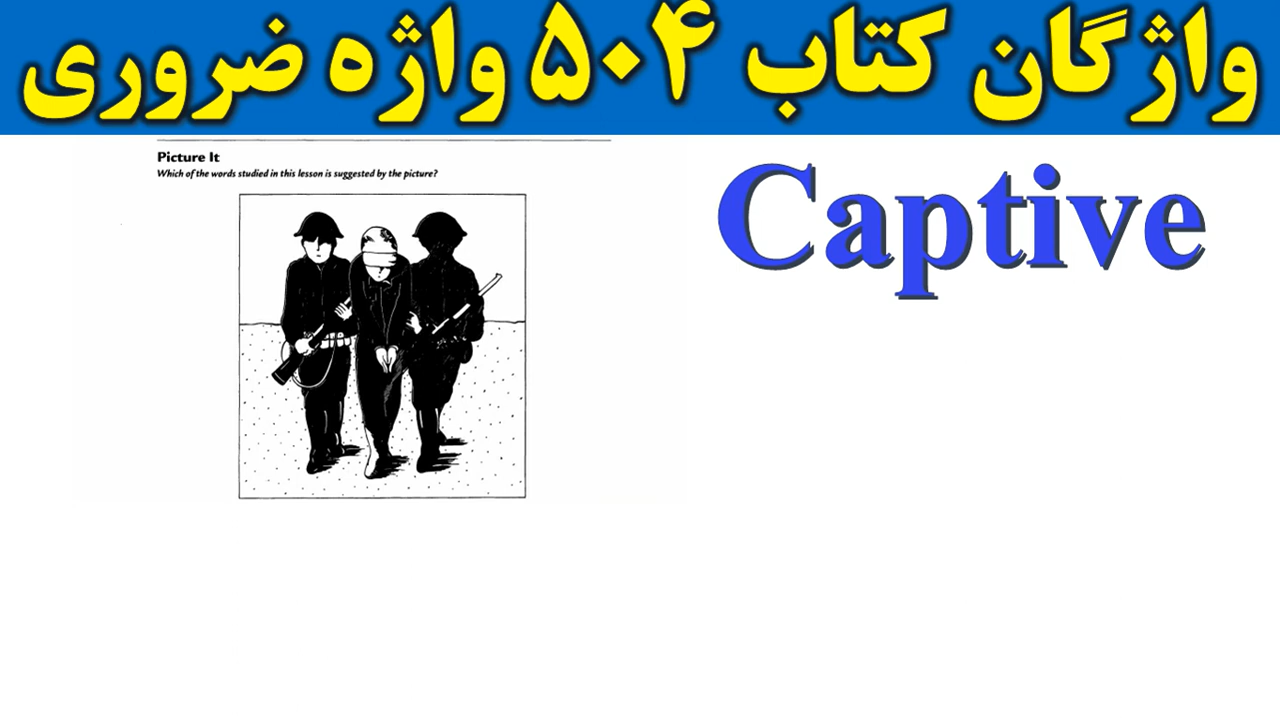 واژگان کتاب ۵۰۴ واژه ضروری
Picture It
Which of the words studied in this lesson is suggested by the picture?
Captive